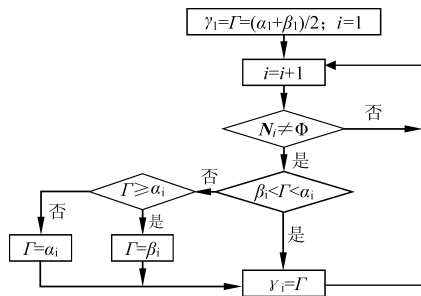 γ₁=Γ=(α₁+β₁)/2; i=1
i=i+1
否
Nᵢ≠Φ
是
否
Γ≥αᵢ
βᵢ<Γ<αᵢ
否
是
是
Γ=αᵢ
Γ=βᵢ
γᵢ=Γ